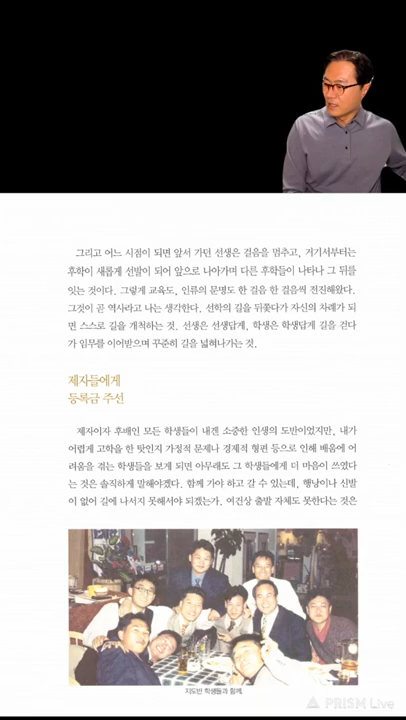 그리고 어느 시점이 되면 앞서 가던 선생은 걸음을 멈추고, 거기서부터는
후학이 새롭게 선발이 되어 앞으로 나아가며 다른 후학들이 나타나 그 뒤를
잇는 것이다. 그렇게 교육도, 인류의 문명도 한 걸음 한 걸음씩 전진해왔다.
그것이 곧 역사라고 나는 생각한다. 선학의 길을 뒤쫓다가 자신의 차례가 되
면 스스로 길을 개척하는 것. 선생은 선생답게, 학생은 학생답게 길을 걷다
가 임무를 이어받으며 꾸준히 길을 넓혀나가는 것.
제자들에게
등록금 주선
제자이자 후배인 모든 학생들이 내겐 소중한 인생의 도반이었지만, 내가
어렵게 고학을 한 탓인지 가정적 문제나 경제적 형편 등으로 인해 배움에 어
려움을 겪는 학생들을 보게 되면 아무래도 그 학생들에게 더 마음이 쓰였다
는 것은 솔직하게 말해야겠다. 함께 가야 하고 갈 수 있는데, 행낭이나 신발
이 없어 길에 나서지 못해서야 되겠는가. 여건상 출발 자체도 못한다는 것은
지도반 학생들과 함께.
PRISM Live